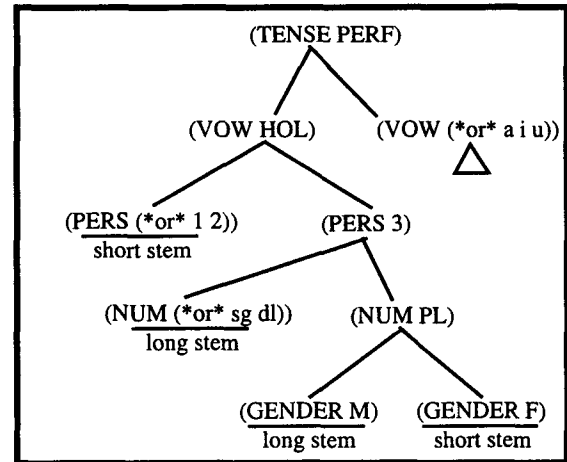 (TENSE PERF)
(VOW HOL) (VOW (*or* a i u))
(PERS (*or* 1 2)) (PERS 3)
short stem
(NUM (*or* sg dl)) (NUM PL)
long stem
(GENDER M) (GENDER F)
long stem short stem